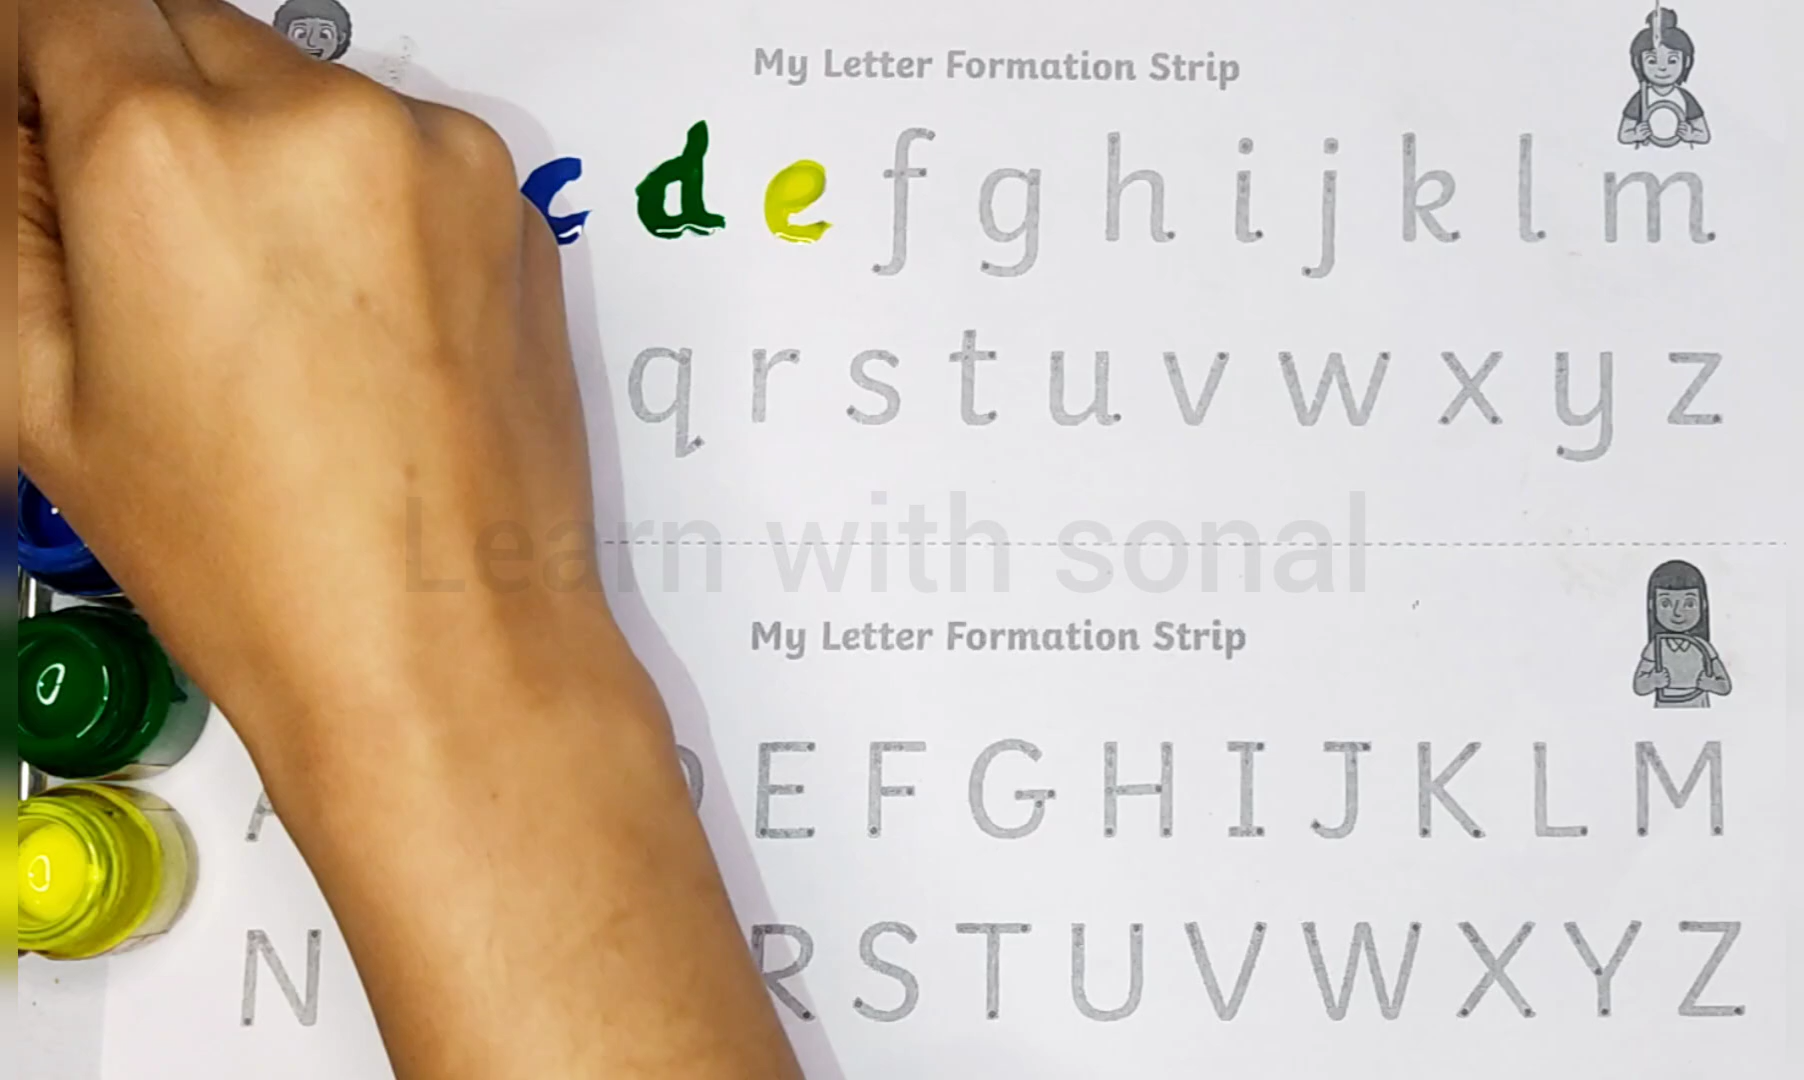 My Letter Formation Strip
c d e f g h i j k l m
q r s t u v w x y z
Learn with sonal
My Letter Formation Strip
E F G H I J K L M
N R S T U V W X Y Z